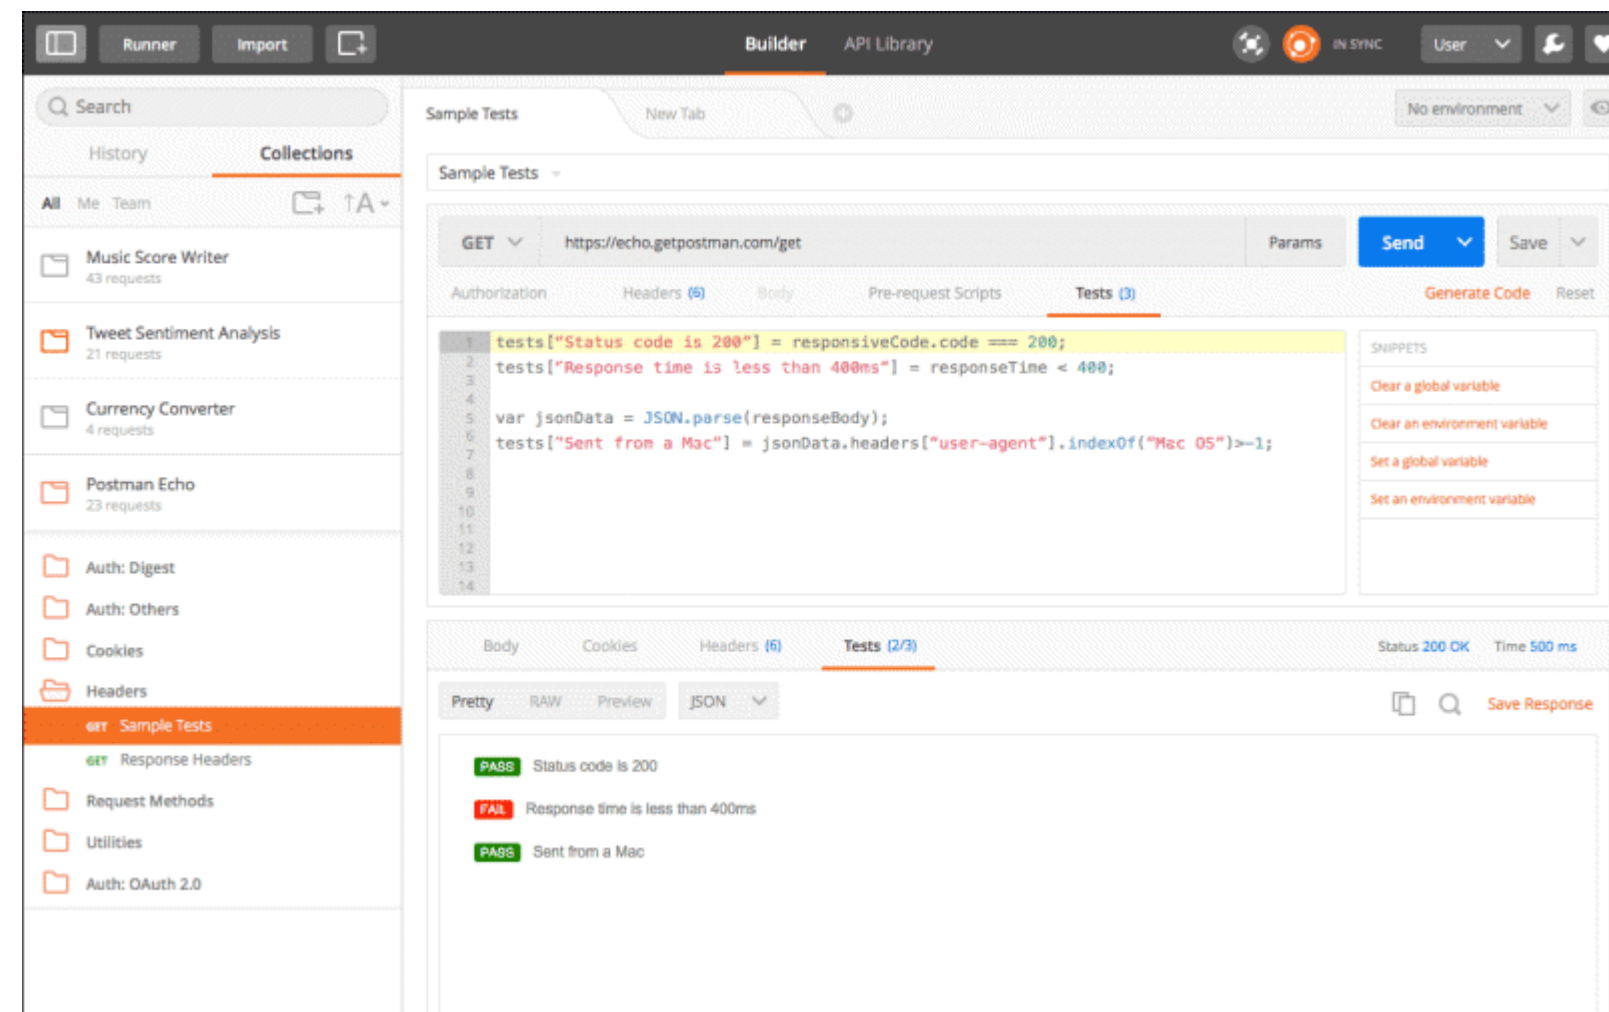 Runner Import Builder API Library IN SYNC User
Search
History Collections
All Me Team
Music Score Writer
43 requests
Tweet Sentiment Analysis
21 requests
Currency Converter
4 requests
Postman Echo
23 requests
Auth: Digest
Auth: Others
Cookies
Headers
GET Sample Tests
GET Response Headers
Request Methods
Utilities
Auth: OAuth 2.0
Sample Tests New Tab No environment
Sample Tests
GET https://echo.getpostman.com/get Params Send Save
Authorization Headers (6) Body Pre-request Scripts Tests (3) Generate Code Reset
1
2
3
4
5
6
7
8
9
10
11
12
13
14
tests["Status code is 200"] = responsiveCode.code === 200;
tests["Response time is less than 400ms"] = responseTime < 400;
var jsonData = JSON.parse(responseBody);
tests["Sent from a Mac"] = jsonData.headers["user-agent"].indexOf("Mac OS")>-1;
SNIPPETS
Clear a global variable
Clear an environment variable
Set a global variable
Set an environment variable
Body Cookies Headers (6) Tests (2/3) Status 200 OK Time 500 ms
Pretty RAW Preview JSON Save Response
PASS Status code is 200
FAIL Response time is less than 400ms
PASS Sent from a Mac